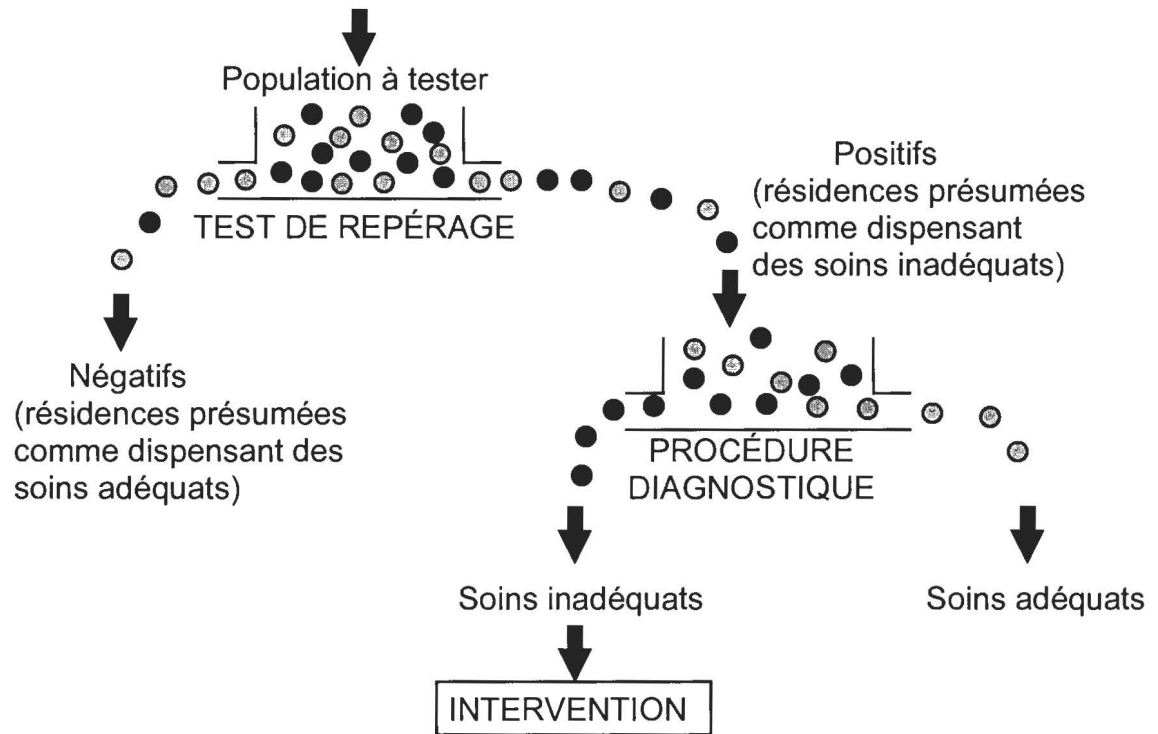 Population à tester
TEST DE REPÉRAGE
Positifs
(résidences présumées
comme dispensant
des soins inadéquats)
Négatifs
(résidences présumées
comme dispensant des
soins adéquats)
PROCÉDURE
DIAGNOSTIQUE
Soins inadéquats
Soins adéquats
INTERVENTION